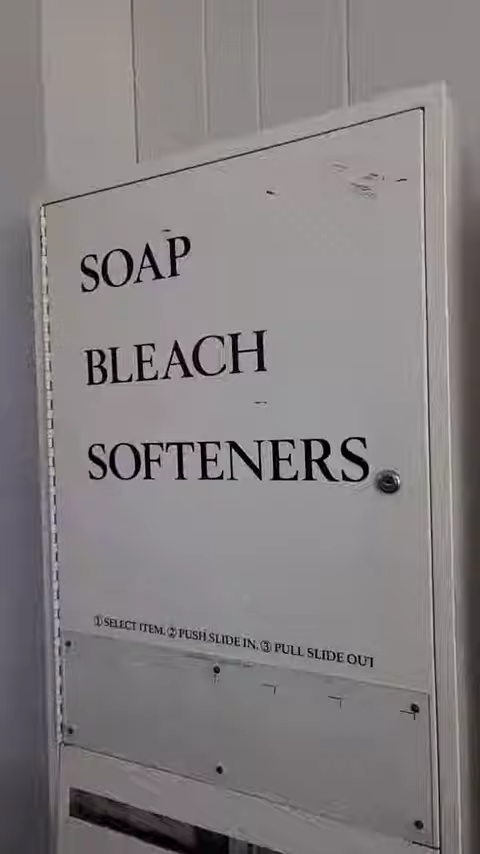 SOAP
BLEACH
SOFTENERS
① SELECT ITEM. ② PUSH SLIDE IN. ③ PULL SLIDE OUT